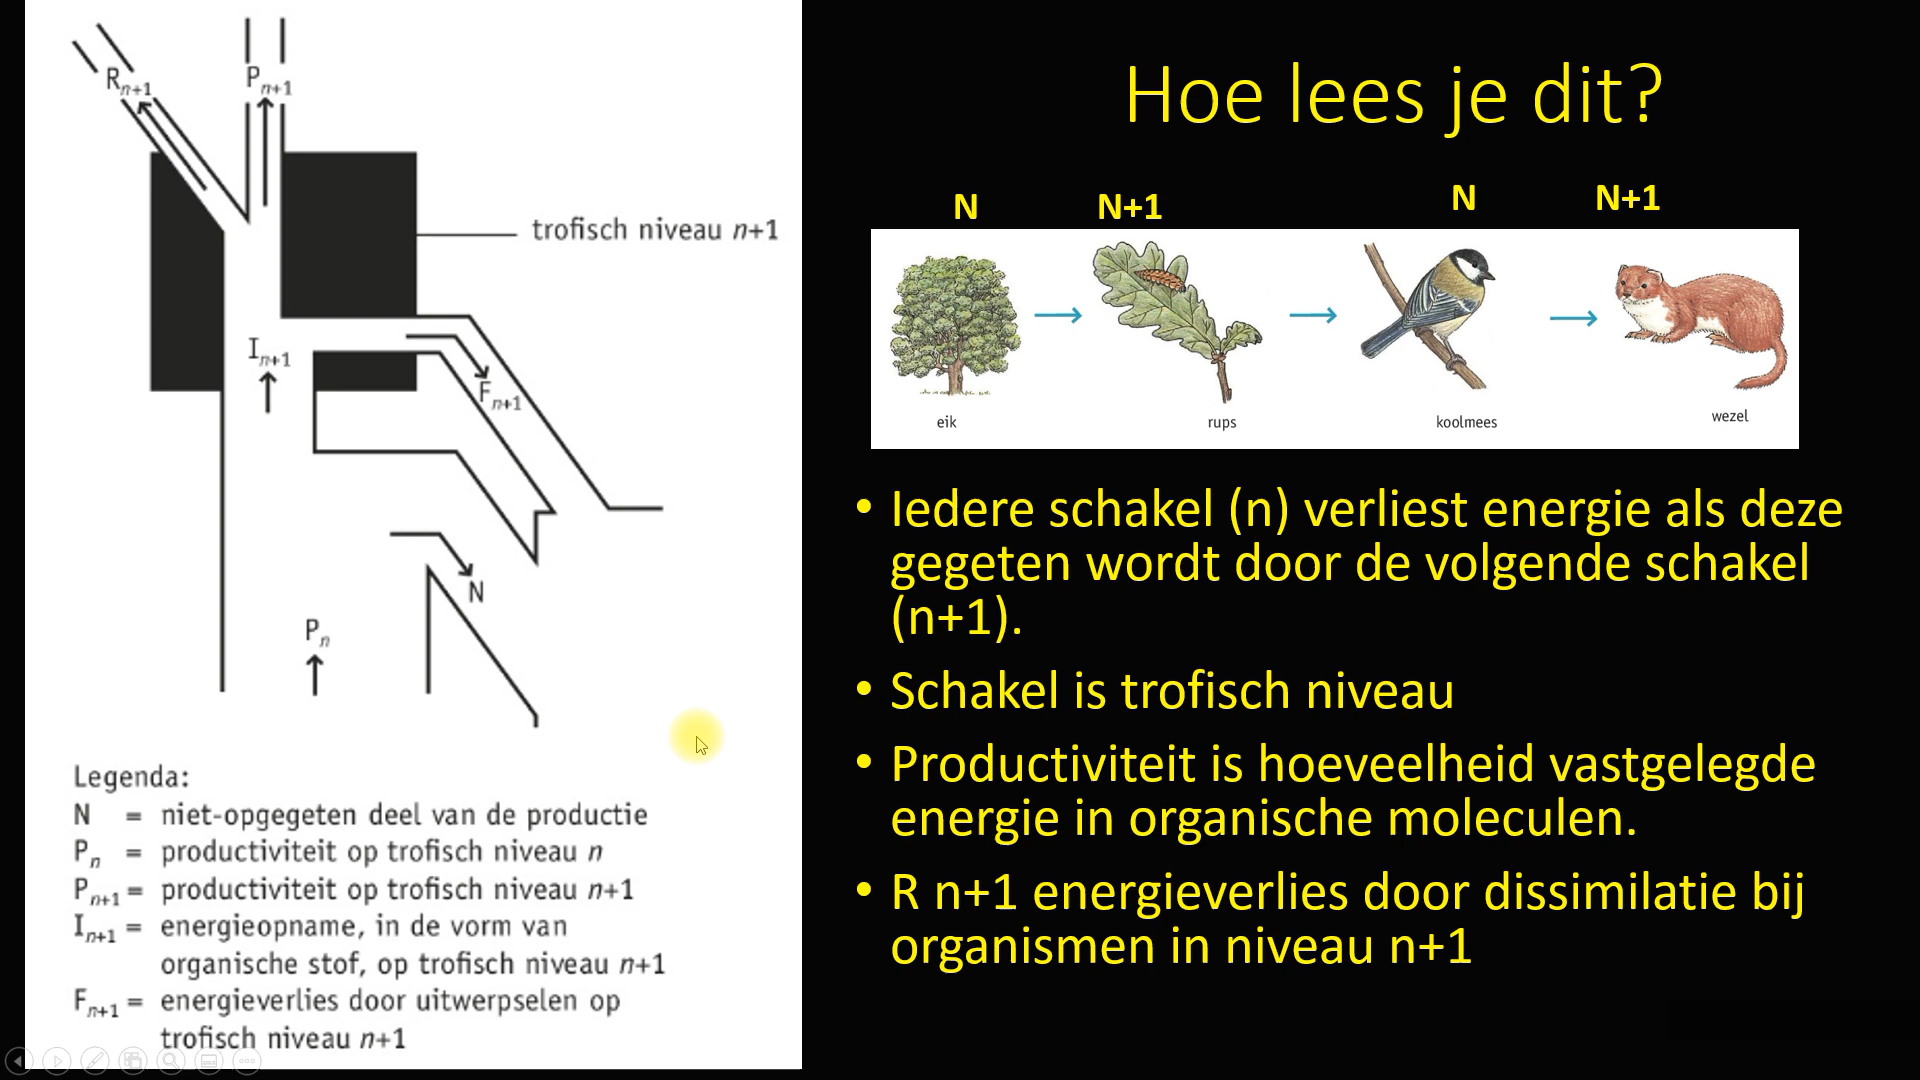 R n+1
P n+1
trofisch niveau n+1
I n+1
F n+1
N
P n
Legenda:
N = niet-opgegeten deel van de productie
P n = productiviteit op trofisch niveau n
P n+1 = productiviteit op trofisch niveau n+1
I n+1 = energieopname, in de vorm van
organische stof, op trofisch niveau n+1
F n+1 = energieverlies door uitwerpselen op
trofisch niveau n+1
Hoe lees je dit?
N N+1 N N+1
eik rups koolmees wezel
• Iedere schakel (n) verliest energie als deze
gegeten wordt door de volgende schakel
(n+1).
• Schakel is trofisch niveau
• Productiviteit is hoeveelheid vastgelegde
energie in organische moleculen.
• R n+1 energieverlies door dissimilatie bij
organismen in niveau n+1